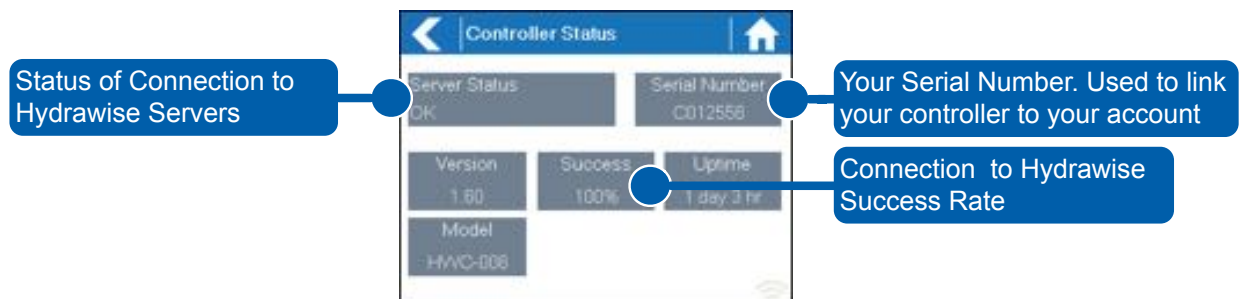 Controller Status
Status of Connection to
Hydrawise Servers
Server Status
OK
Serial Number
C012556
Your Serial Number. Used to link
your controller to your account
Version
1.60
Success
100%
Uptime
1 day 3 hr
Connection  to Hydrawise
Success Rate
Model
HWC-006